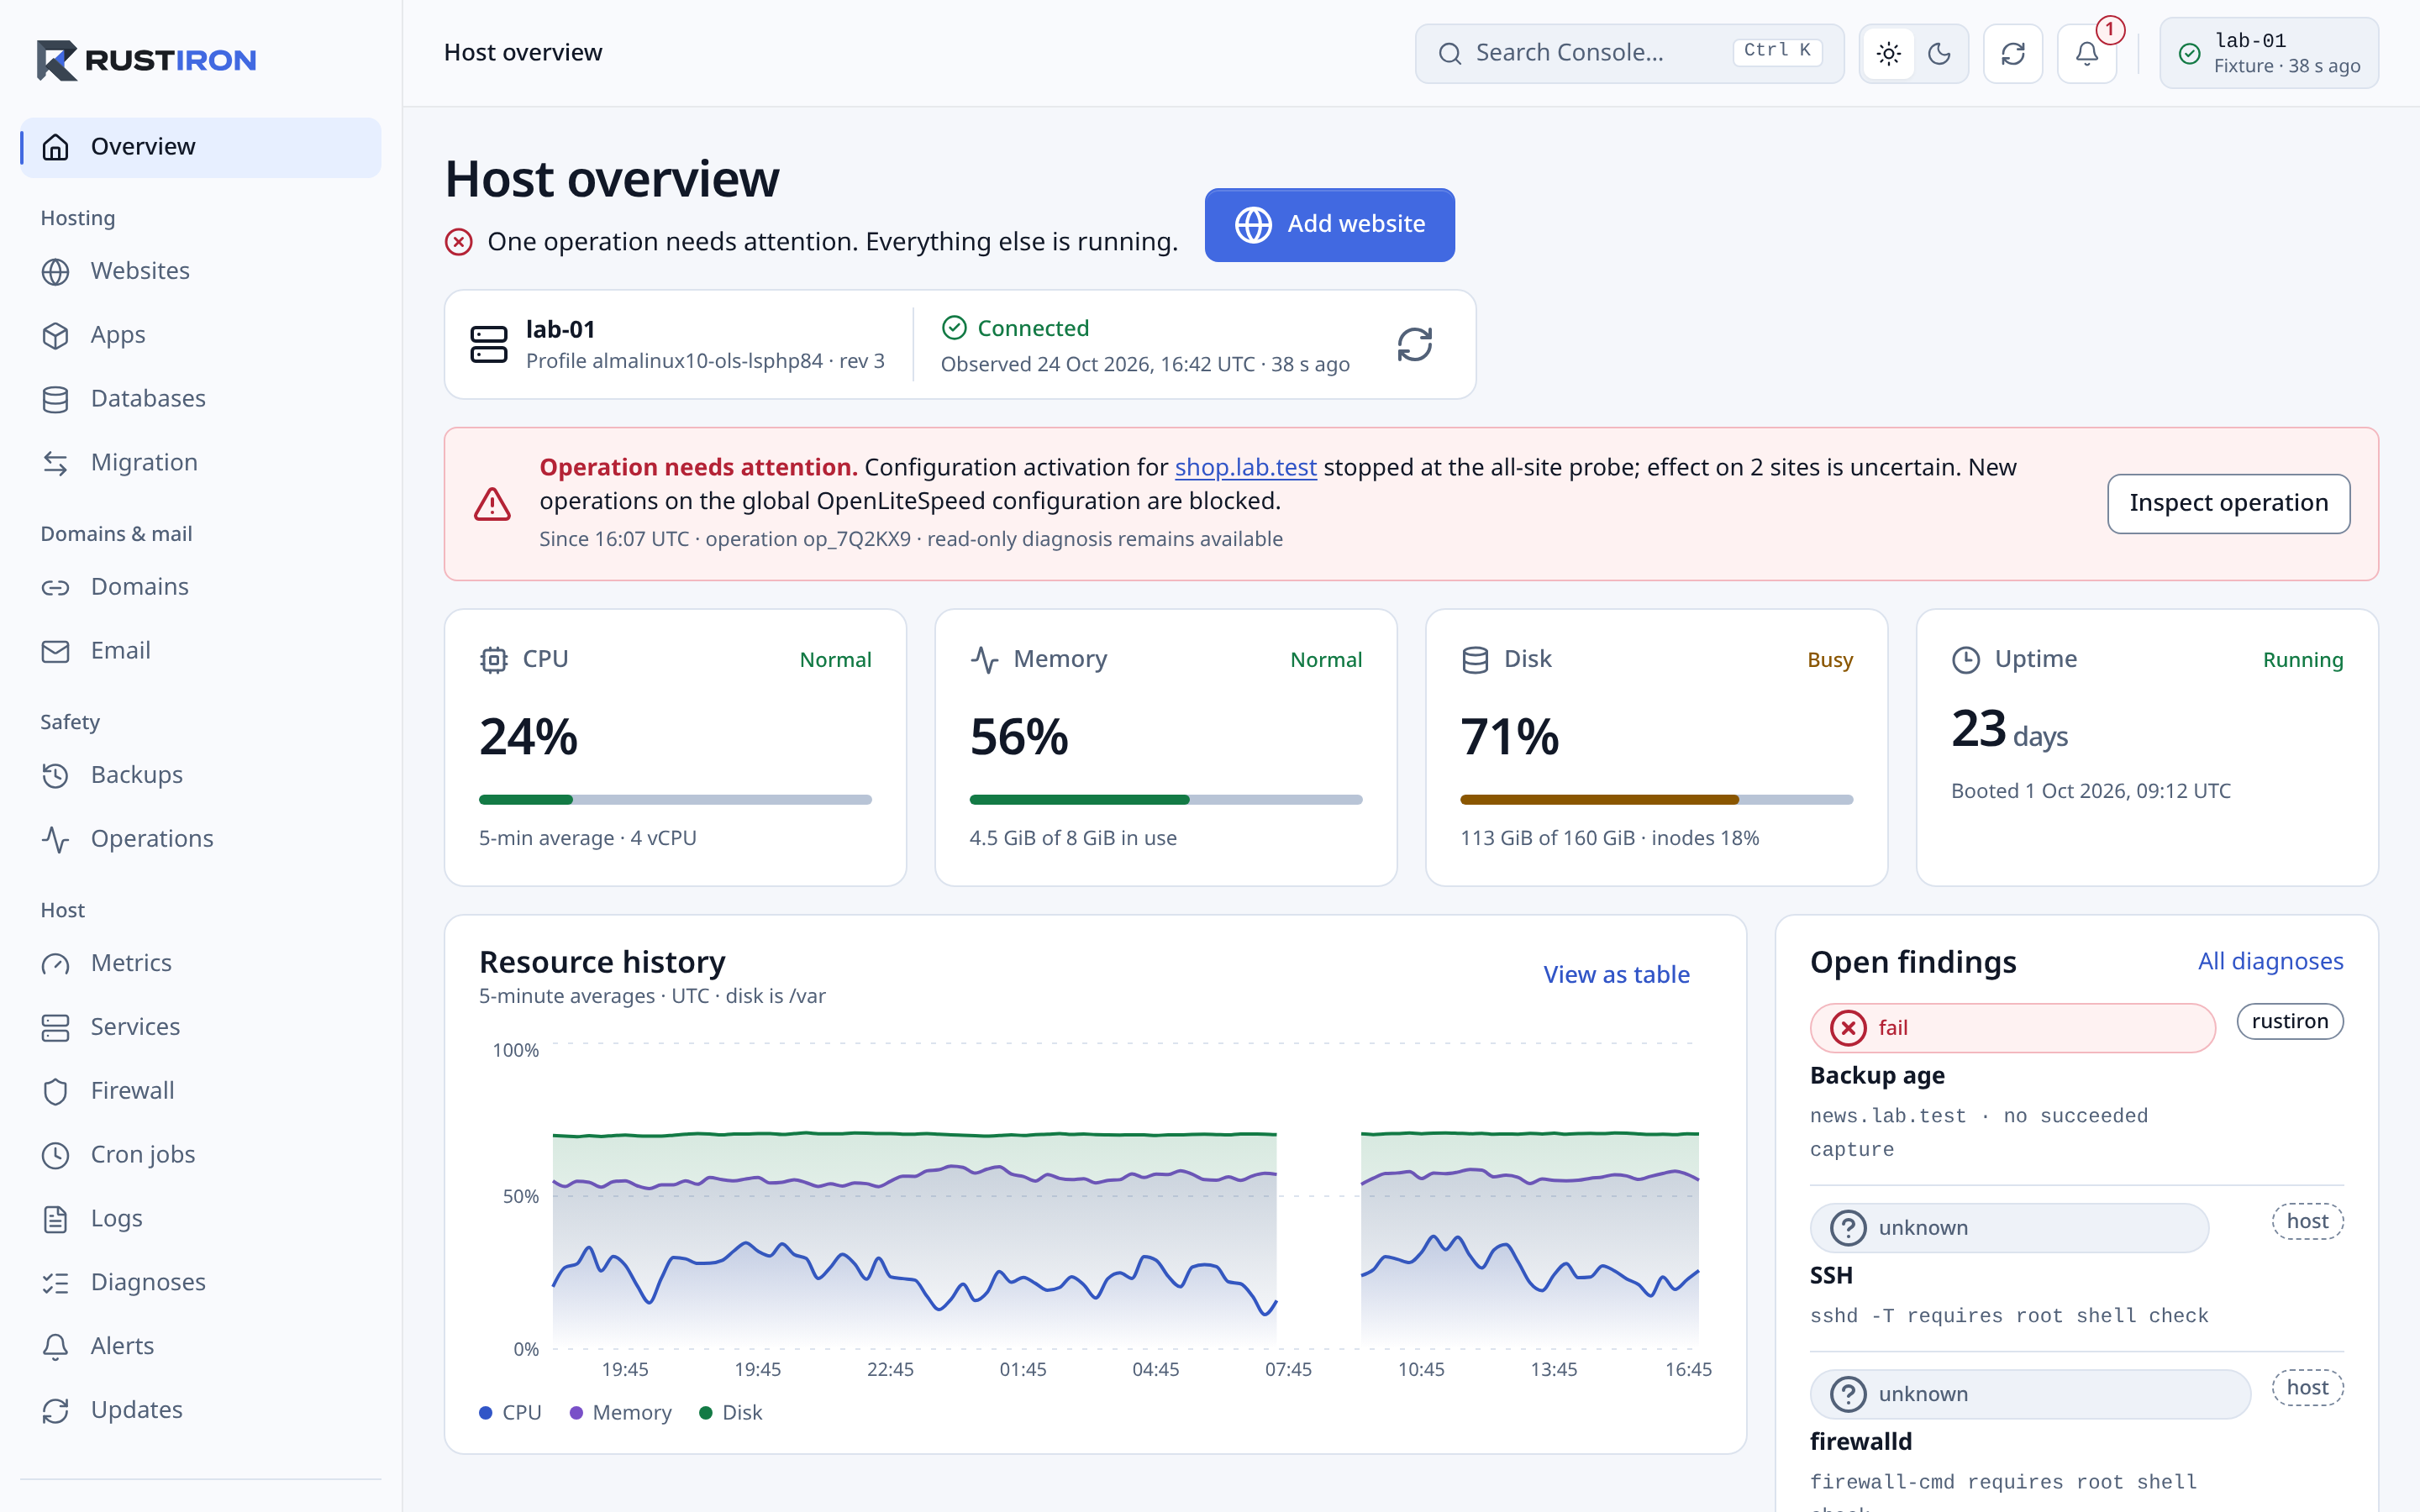 RUSTIRON
Overview
Hosting
Websites
Apps
Databases
Migration
Domains & mail
Domains
Email
Safety
Backups
Operations
Host
Metrics
Services
Firewall
Cron jobs
Logs
Diagnoses
Alerts
Updates
Host overview
Search Console...
Ctrl K
1
lab-01
Fixture · 38 s ago
Host overview
One operation needs attention. Everything else is running.
Add website
lab-01
Profile almalinux10-ols-lsphp84 · rev 3
Connected
Observed 24 Oct 2026, 16:42 UTC · 38 s ago
Operation needs attention. Configuration activation for shop.lab.test stopped at the all-site probe; effect on 2 sites is uncertain. New
operations on the global OpenLiteSpeed configuration are blocked.
Since 16:07 UTC · operation op_7Q2KX9 · read-only diagnosis remains available
Inspect operation
CPU
Normal
24%
5-min average · 4 vCPU
Memory
Normal
56%
4.5 GiB of 8 GiB in use
Disk
Busy
71%
113 GiB of 160 GiB · inodes 18%
Uptime
Running
23 days
Booted 1 Oct 2026, 09:12 UTC
Resource history
5-minute averages · UTC · disk is /var
View as table
100%
50%
0%
19:45
19:45
22:45
01:45
04:45
07:45
10:45
13:45
16:45
CPU
Memory
Disk
Open findings
All diagnoses
fail
rustiron
Backup age
news.lab.test · no succeeded
capture
unknown
host
SSH
sshd -T requires root shell check
unknown
host
firewalld
firewall-cmd requires root shell